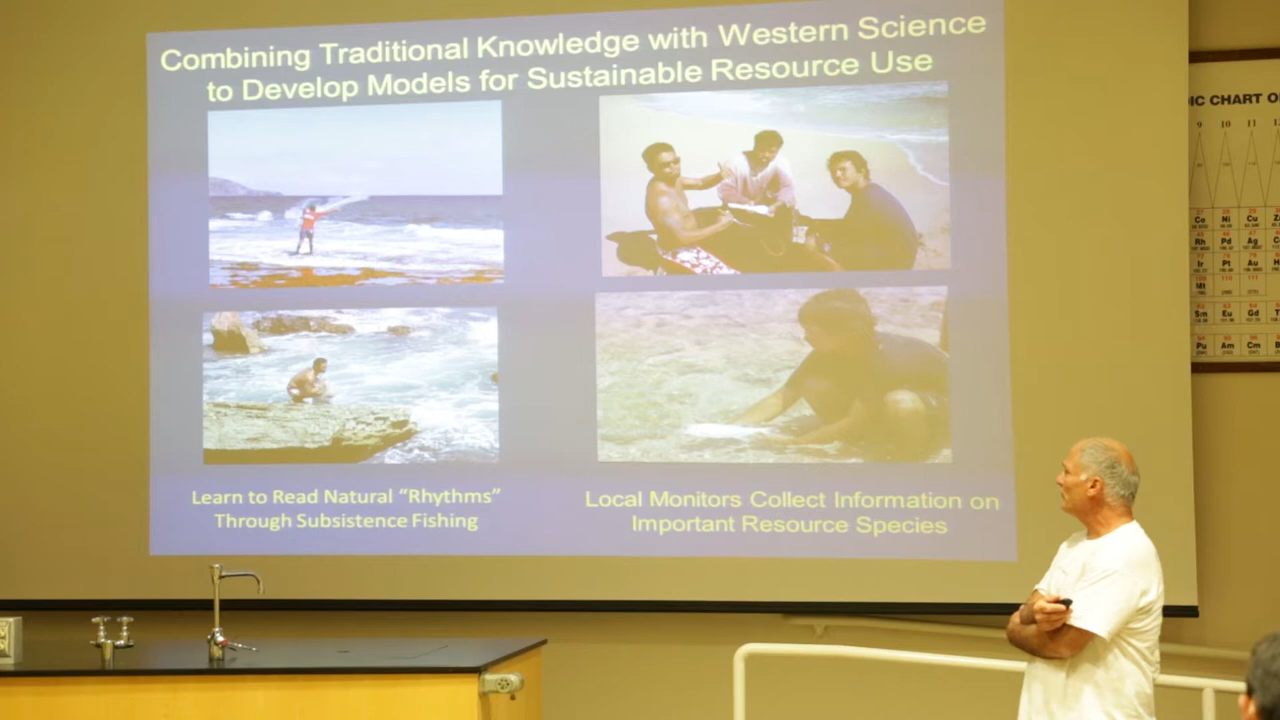 Combining Traditional Knowledge with Western Science
to Develop Models for Sustainable Resource Use
Learn to Read Natural “Rhythms”
Through Subsistence Fishing
Local Monitors Collect Information on
Important Resource Species
IC CHART O
9 10 11
Co Ni Cu
Rh Pd Ag
Ir Pt Au
Mt
Sm Eu Gd
Pu Am Cm